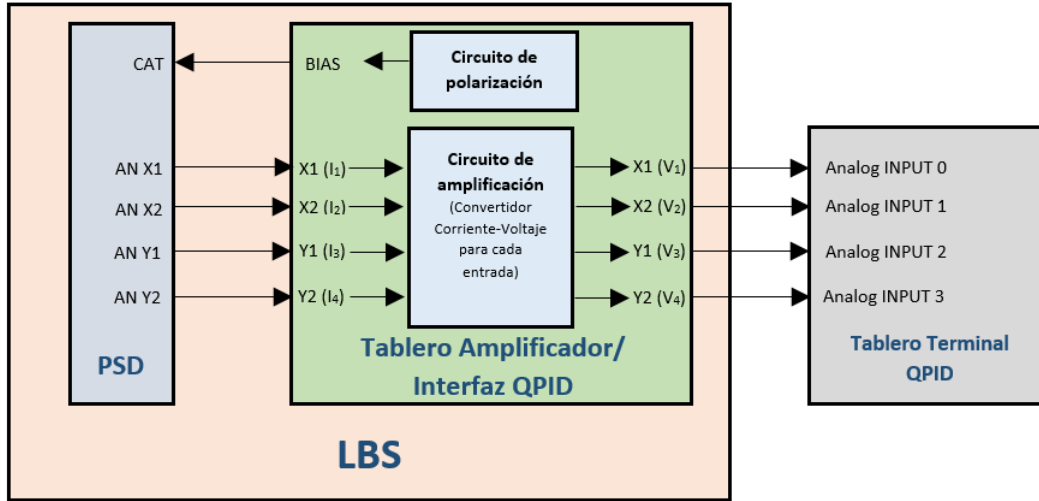 CAT
BIAS
Circuito de
polarización
AN X1
X1 (I₁)
Circuito de
amplificación
(Convertidor
Corriente-Voltaje
para cada
entrada)
X1 (V₁)
Analog INPUT 0
AN X2
X2 (I₂)
X2 (V₂)
Analog INPUT 1
AN Y1
Y1 (I₃)
Y1 (V₃)
Analog INPUT 2
AN Y2
Y2 (I₄)
Y2 (V₄)
Analog INPUT 3
PSD
Tablero Amplificador/
Interfaz QPID
Tablero Terminal
QPID
LBS